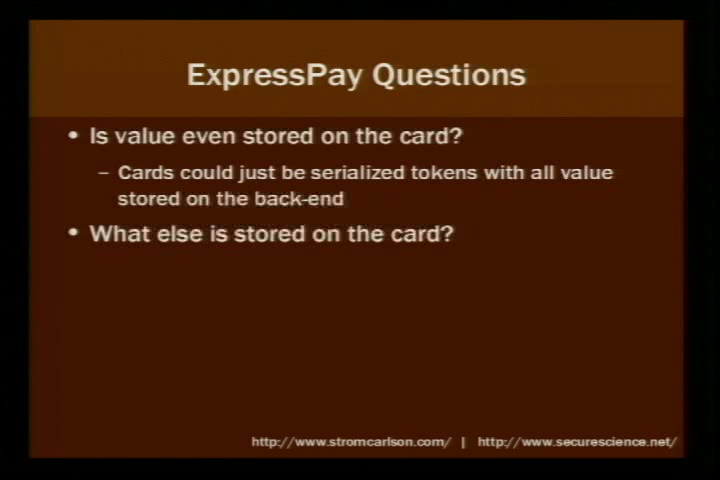 ExpressPay Questions
• Is value even stored on the card?
– Cards could just be serialized tokens with all value
stored on the back-end
• What else is stored on the card?
http://www.stromcarlson.com/ | http://www.securescience.net/